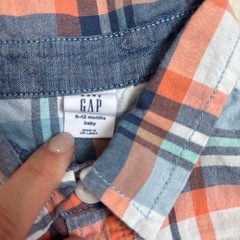 baby
GAP
6-12 months
baby
MADE IN
SRI LANKA